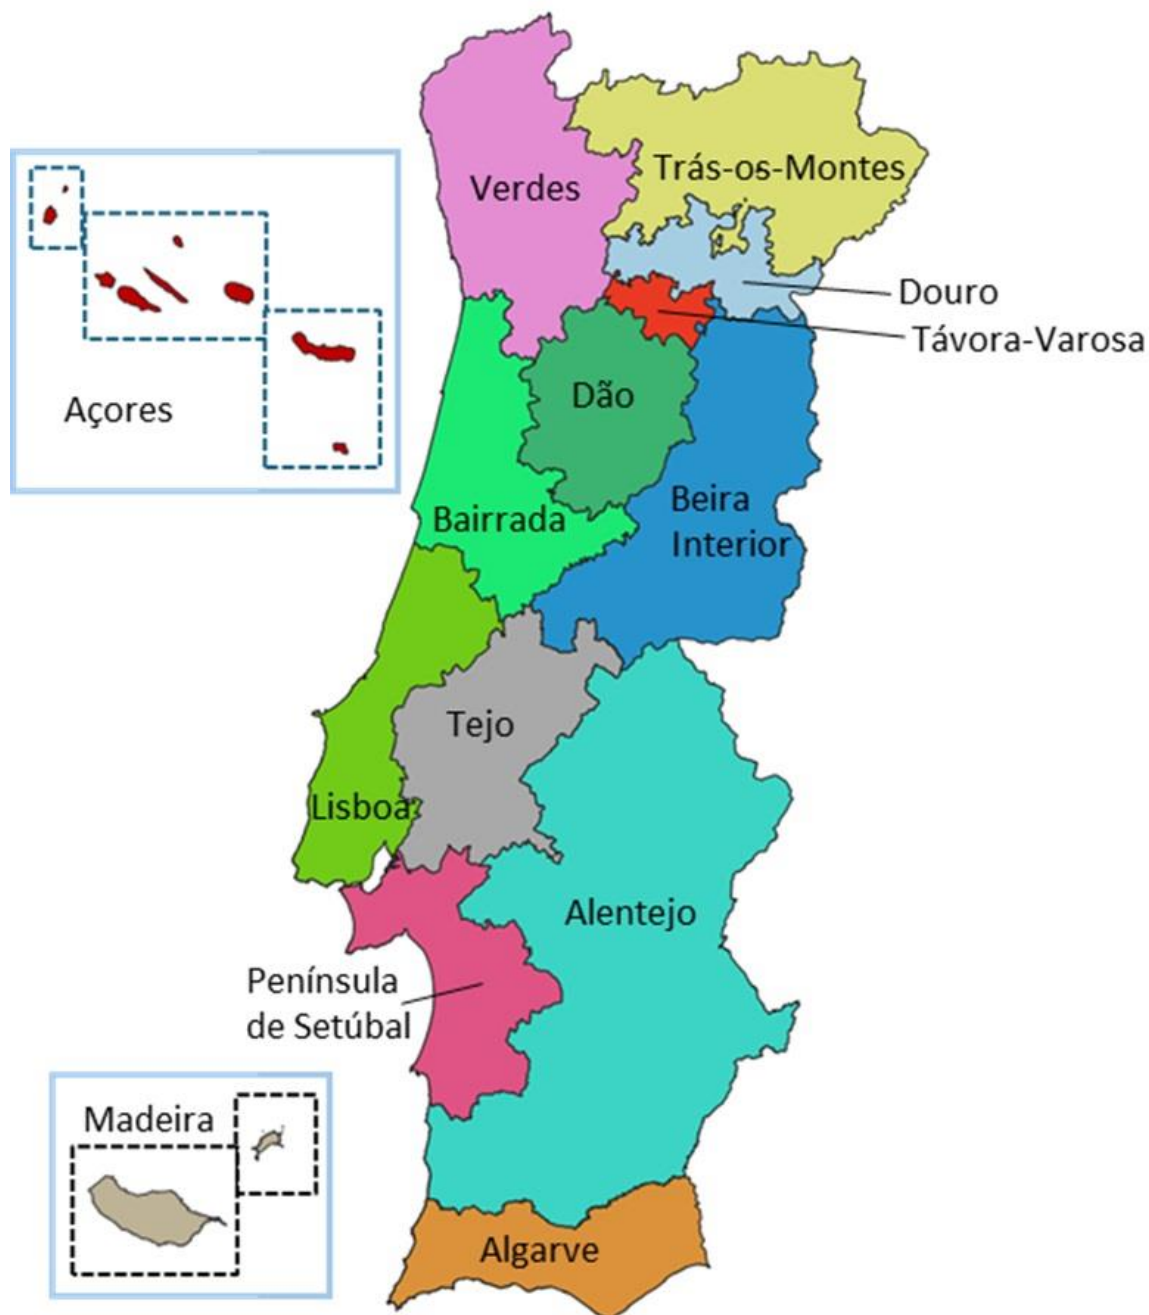 Verdes
Trás-os-Montes
Douro
Távora-Varosa
Açores
Dão
Bairrada
Beira
Interior
Tejo
Lisboa
Alentejo
Península
de Setúbal
Madeira
Algarve